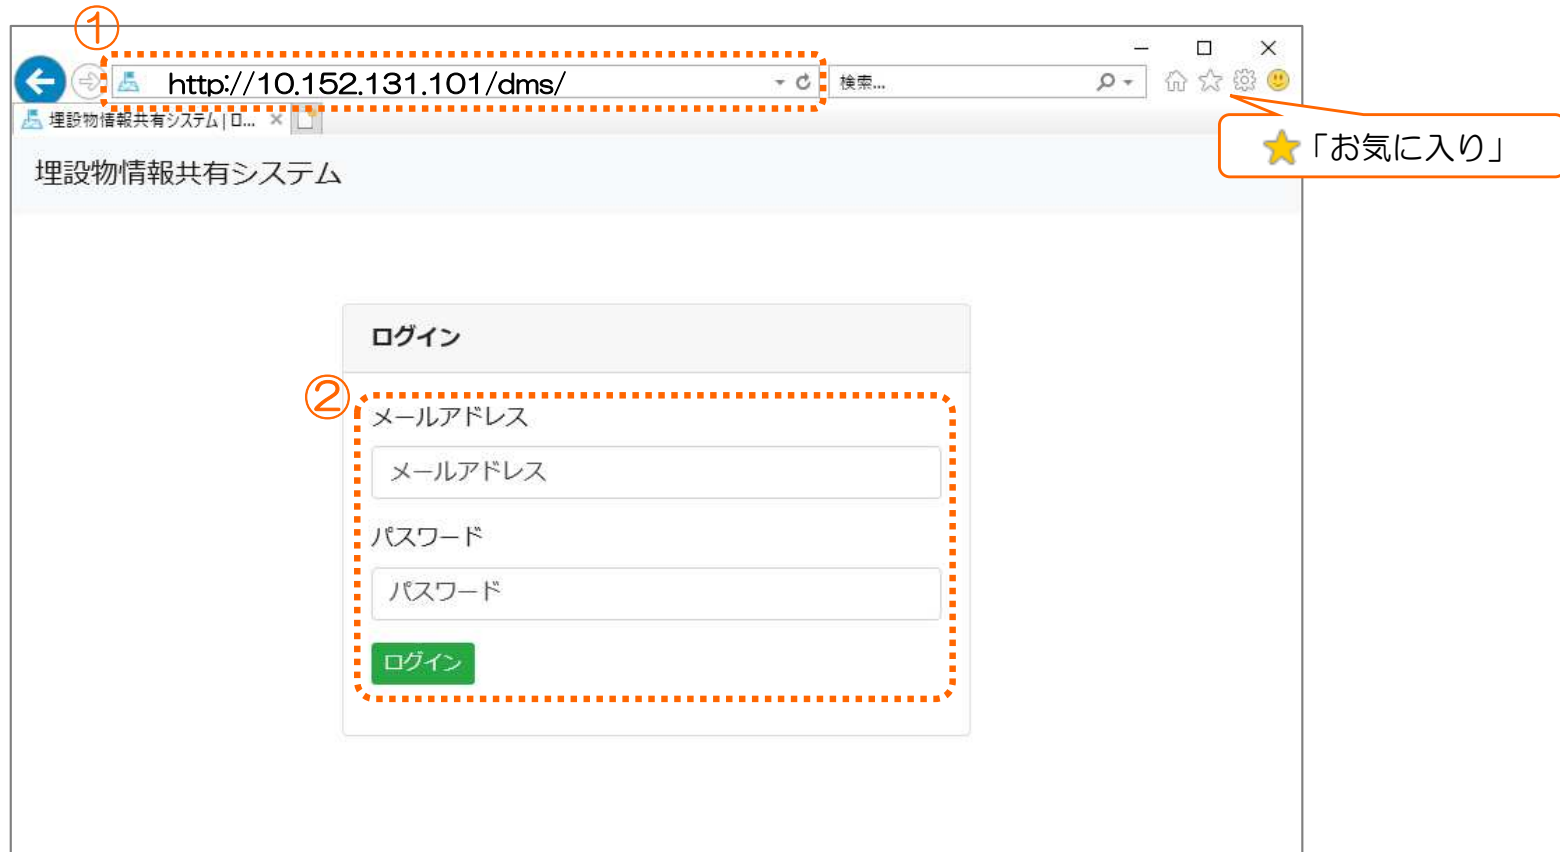 ①
http://10.152.131.101/dms/
検索...
埋設物情報共有システム | ロ...
「お気に入り」
埋設物情報共有システム
ログイン
②
メールアドレス
メールアドレス
パスワード
パスワード
ログイン